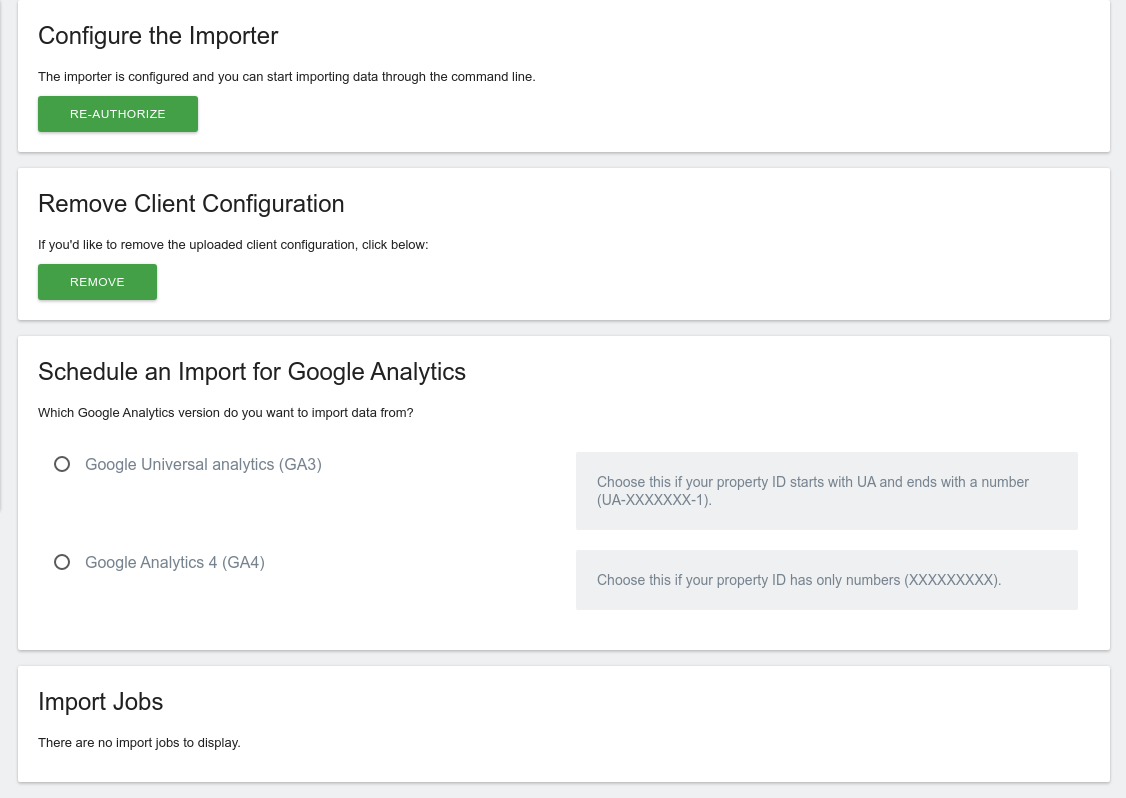 Configure the Importer
The importer is configured and you can start importing data through the command line.
RE-AUTHORIZE
Remove Client Configuration
If you'd like to remove the uploaded client configuration, click below:
REMOVE
Schedule an Import for Google Analytics
Which Google Analytics version do you want to import data from?
Google Universal analytics (GA3)
Choose this if your property ID starts with UA and ends with a number
(UA-XXXXXXX-1).
Google Analytics 4 (GA4)
Choose this if your property ID has only numbers (XXXXXXXXX).
Import Jobs
There are no import jobs to display.